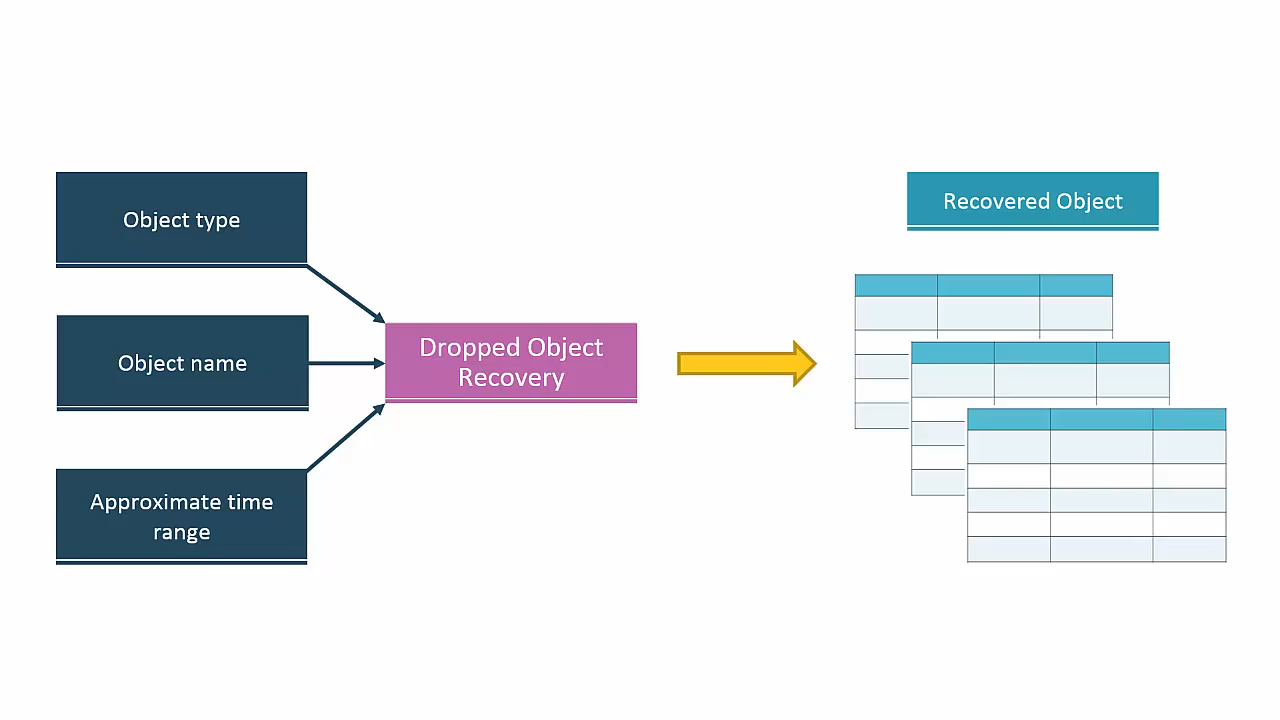 Object type
Object name
Approximate time
range
Dropped Object
Recovery
Recovered Object